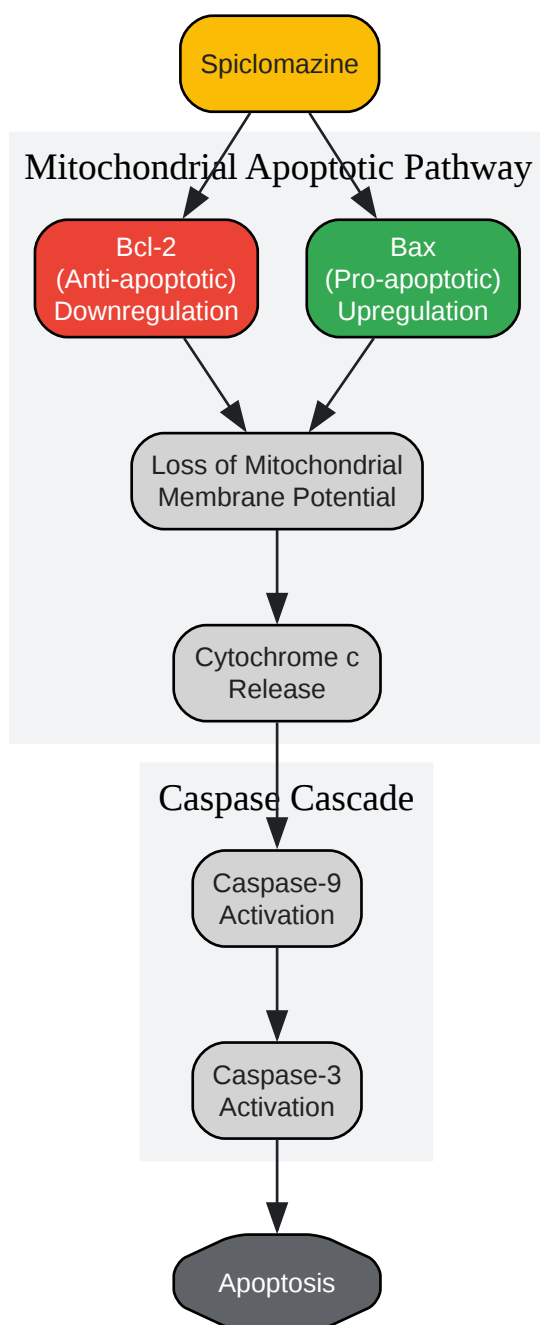 Spiclomazine
Mitochondrial Apoptotic Pathway
Bcl-2
(Anti-apoptotic)
Downregulation
Bax
(Pro-apoptotic)
Upregulation
Loss of Mitochondrial
Membrane Potential
Cytochrome c
Release
Caspase Cascade
Caspase-9
Activation
Caspase-3
Activation
Apoptosis